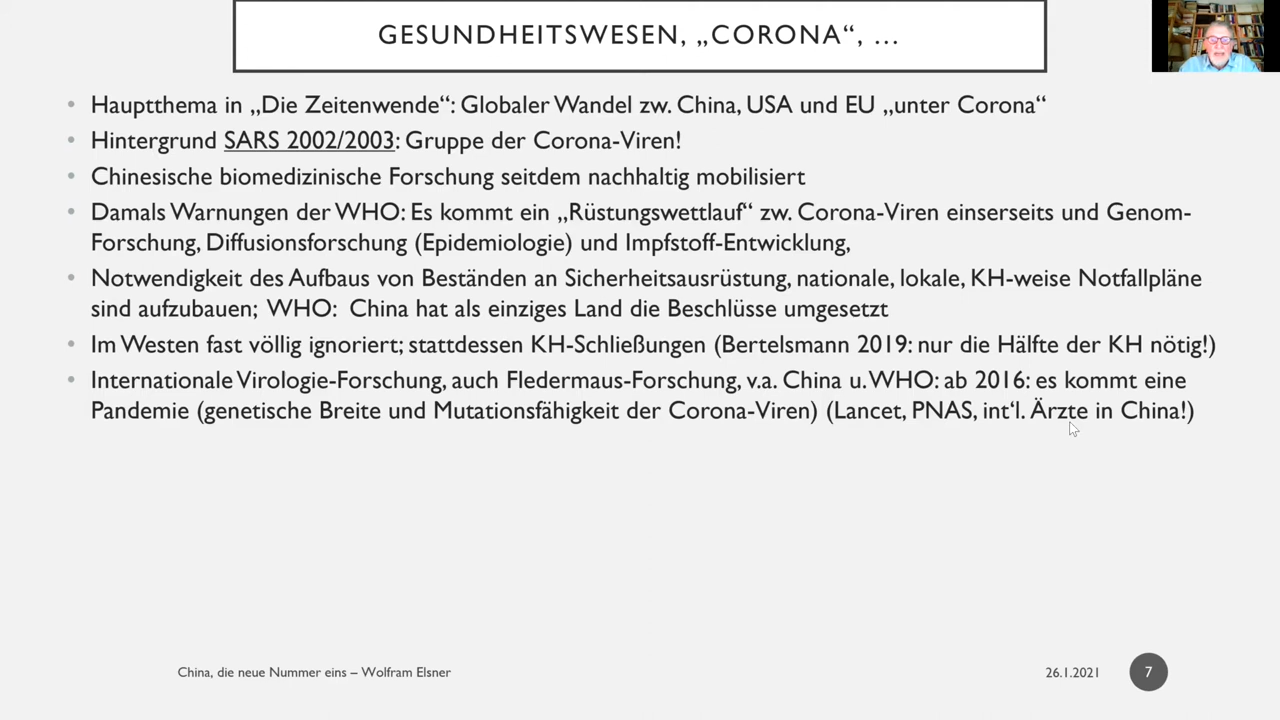 GESUNDHEITSWESEN, „CORONA“, …
• Hauptthema in „Die Zeitenwende“: Globaler Wandel zw. China, USA und EU „unter Corona“
• Hintergrund SARS 2002/2003: Gruppe der Corona-Viren!
• Chinesische biomedizinische Forschung seitdem nachhaltig mobilisiert
• Damals Warnungen der WHO: Es kommt ein „Rüstungswettlauf“ zw. Corona-Viren einserseits und Genom-
Forschung, Diffusionsforschung (Epidemiologie) und Impfstoff-Entwicklung,
• Notwendigkeit des Aufbaus von Beständen an Sicherheitsausrüstung, nationale, lokale, KH-weise Notfallpläne
sind aufzubauen; WHO: China hat als einziges Land die Beschlüsse umgesetzt
• Im Westen fast völlig ignoriert; stattdessen KH-Schließungen (Bertelsmann 2019: nur die Hälfte der KH nötig!)
• Internationale Virologie-Forschung, auch Fledermaus-Forschung, v.a. China u. WHO: ab 2016: es kommt eine
Pandemie (genetische Breite und Mutationsfähigkeit der Corona-Viren) (Lancet, PNAS, int‘l. Ärzte in China!)
China, die neue Nummer eins – Wolfram Elsner
26.1.2021
7